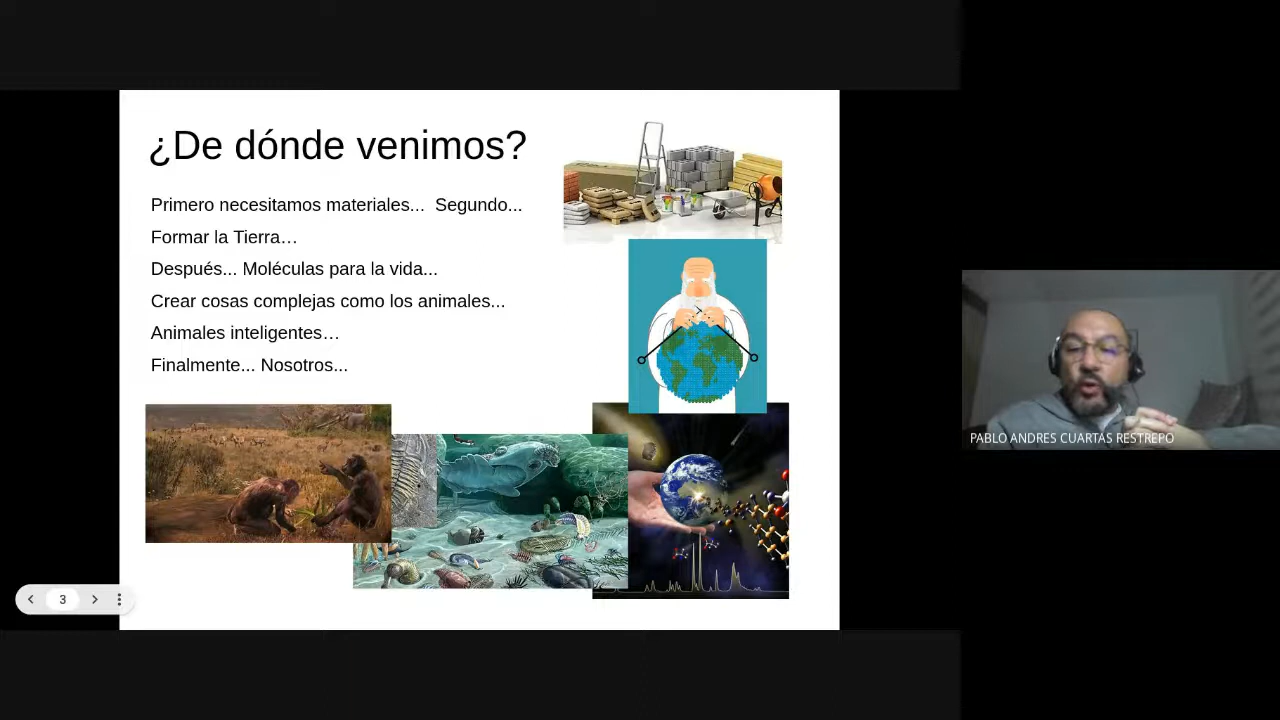 ¿De dónde venimos?
Primero necesitamos materiales... Segundo...
Formar la Tierra…
Después... Moléculas para la vida...
Crear cosas complejas como los animales...
Animales inteligentes…
Finalmente... Nosotros...
3
PABLO ANDRES CUARTAS RESTREPO